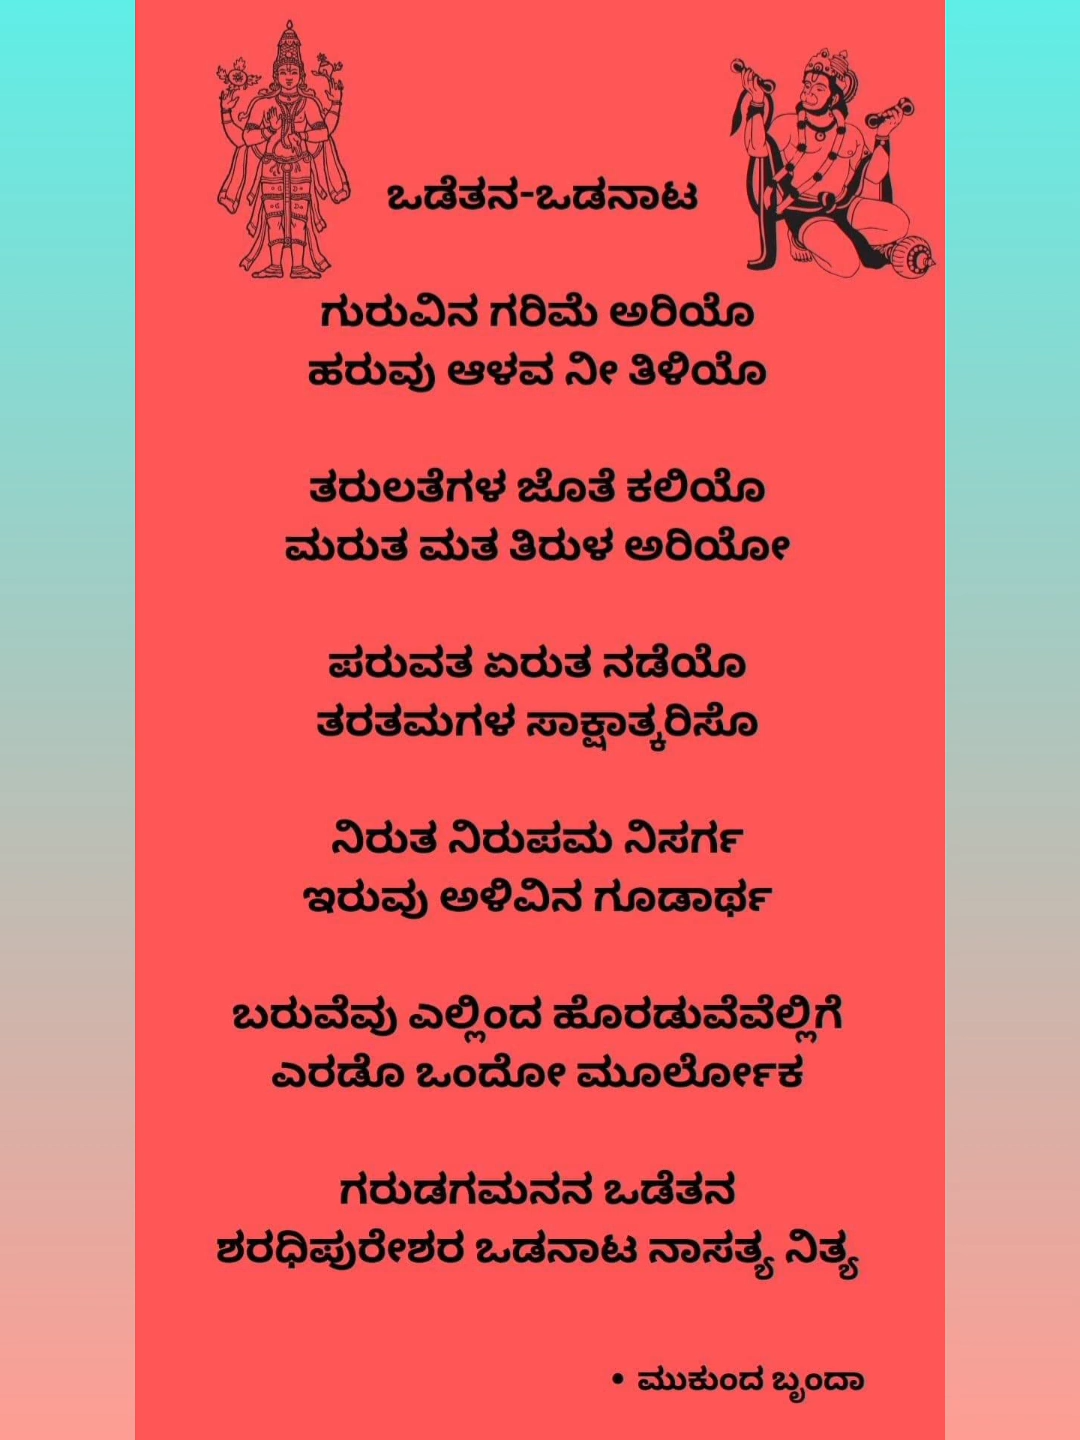 ಒಡೆತನ-ಒಡನಾಟ
ಗುರುವಿನ ಗರಿಮೆ ಅರಿಯೊ
ಹರುವು ಆಳವ ನೀ ತಿಳಿಯೊ
ತರುಲತೆಗಳ ಜೊತೆ ಕಲಿಯೊ
ಮರುತ ಮತ ತಿರುಳ ಅರಿಯೋ
ಪರುವತ ಏರುತ ನಡೆಯೊ
ತರತಮಗಳ ಸಾಕ್ಷಾತ್ಕರಿಸೊ
ನಿರುತ ನಿರುಪಮ ನಿಸರ್ಗ
ಇರುವು ಅಳಿವಿನ ಗೂಡಾರ್ಥ
ಬರುವೆವು ಎಲ್ಲಿಂದ ಹೊರಡುವೆವೆಲ್ಲಿಗೆ
ಎರಡೊ ಒಂದೋ ಮೂರ್ಲೋಕ
ಗರುಡಗಮನನ ಒಡೆತನ
ಶರಧಿಪುರೇಶರ ಒಡನಾಟ ನಾಸತ್ಯ ನಿತ್ಯ
• ಮುಕುಂದ ಬೃಂದಾ